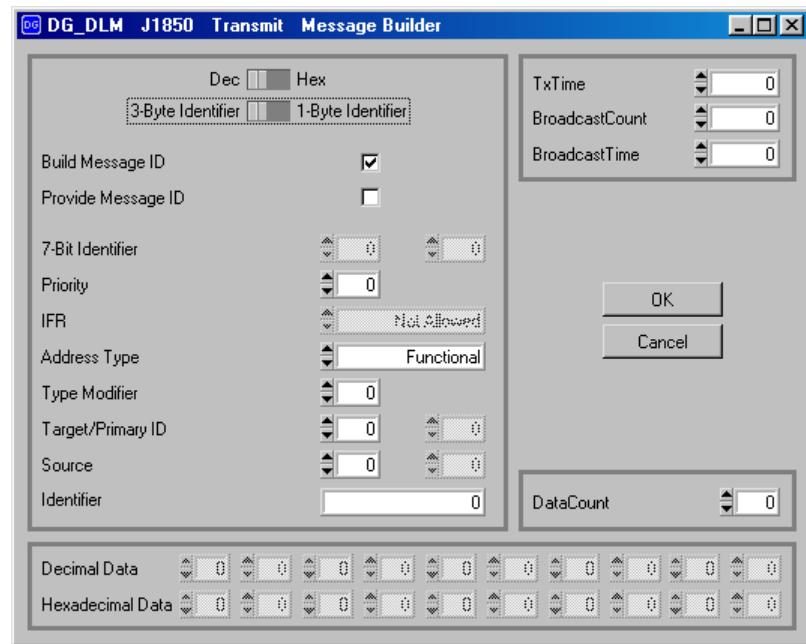 DG DG_DLM J1850 Transmit Message Builder
Dec Hex
3-Byte Identifier 1-Byte Identifier
Build Message ID
Provide Message ID
7-Bit Identifier 0 0
Priority 0
IFR Not Allowed
Address Type Functional
Type Modifier 0
Target/Primary ID 0 0
Source 0 0
Identifier 0
TxTime 0
BroadcastCount 0
BroadcastTime 0
OK
Cancel
DataCount 0
Decimal Data 0 0 0 0 0 0 0 0 0 0
Hexadecimal Data 0 0 0 0 0 0 0 0 0 0